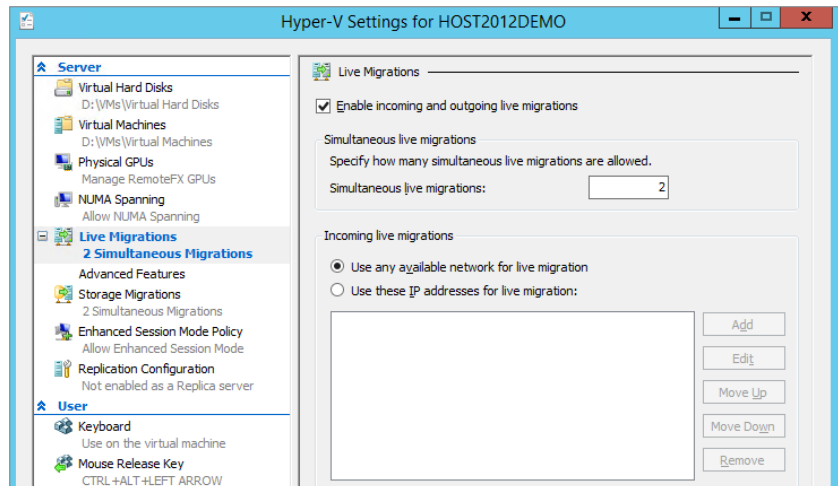 Hyper-V Settings for HOST2012DEMO
Server
Virtual Hard Disks
D:\VMs\Virtual Hard Disks
Virtual Machines
D:\VMs\Virtual Machines
Physical GPUs
Manage RemoteFX GPUs
NUMA Spanning
Allow NUMA Spanning
Live Migrations
2 Simultaneous Migrations
Advanced Features
Storage Migrations
2 Simultaneous Migrations
Enhanced Session Mode Policy
Allow Enhanced Session Mode
Replication Configuration
Not enabled as a Replica server
User
Keyboard
Use on the virtual machine
Mouse Release Key
CTRL+ALT+LEFT ARROW
Live Migrations
Enable incoming and outgoing live migrations
Simultaneous live migrations
Specify how many simultaneous live migrations are allowed.
Simultaneous live migrations: 2
Incoming live migrations
Use any available network for live migration
Use these IP addresses for live migration:
Add
Edit
Move Up
Move Down
Remove